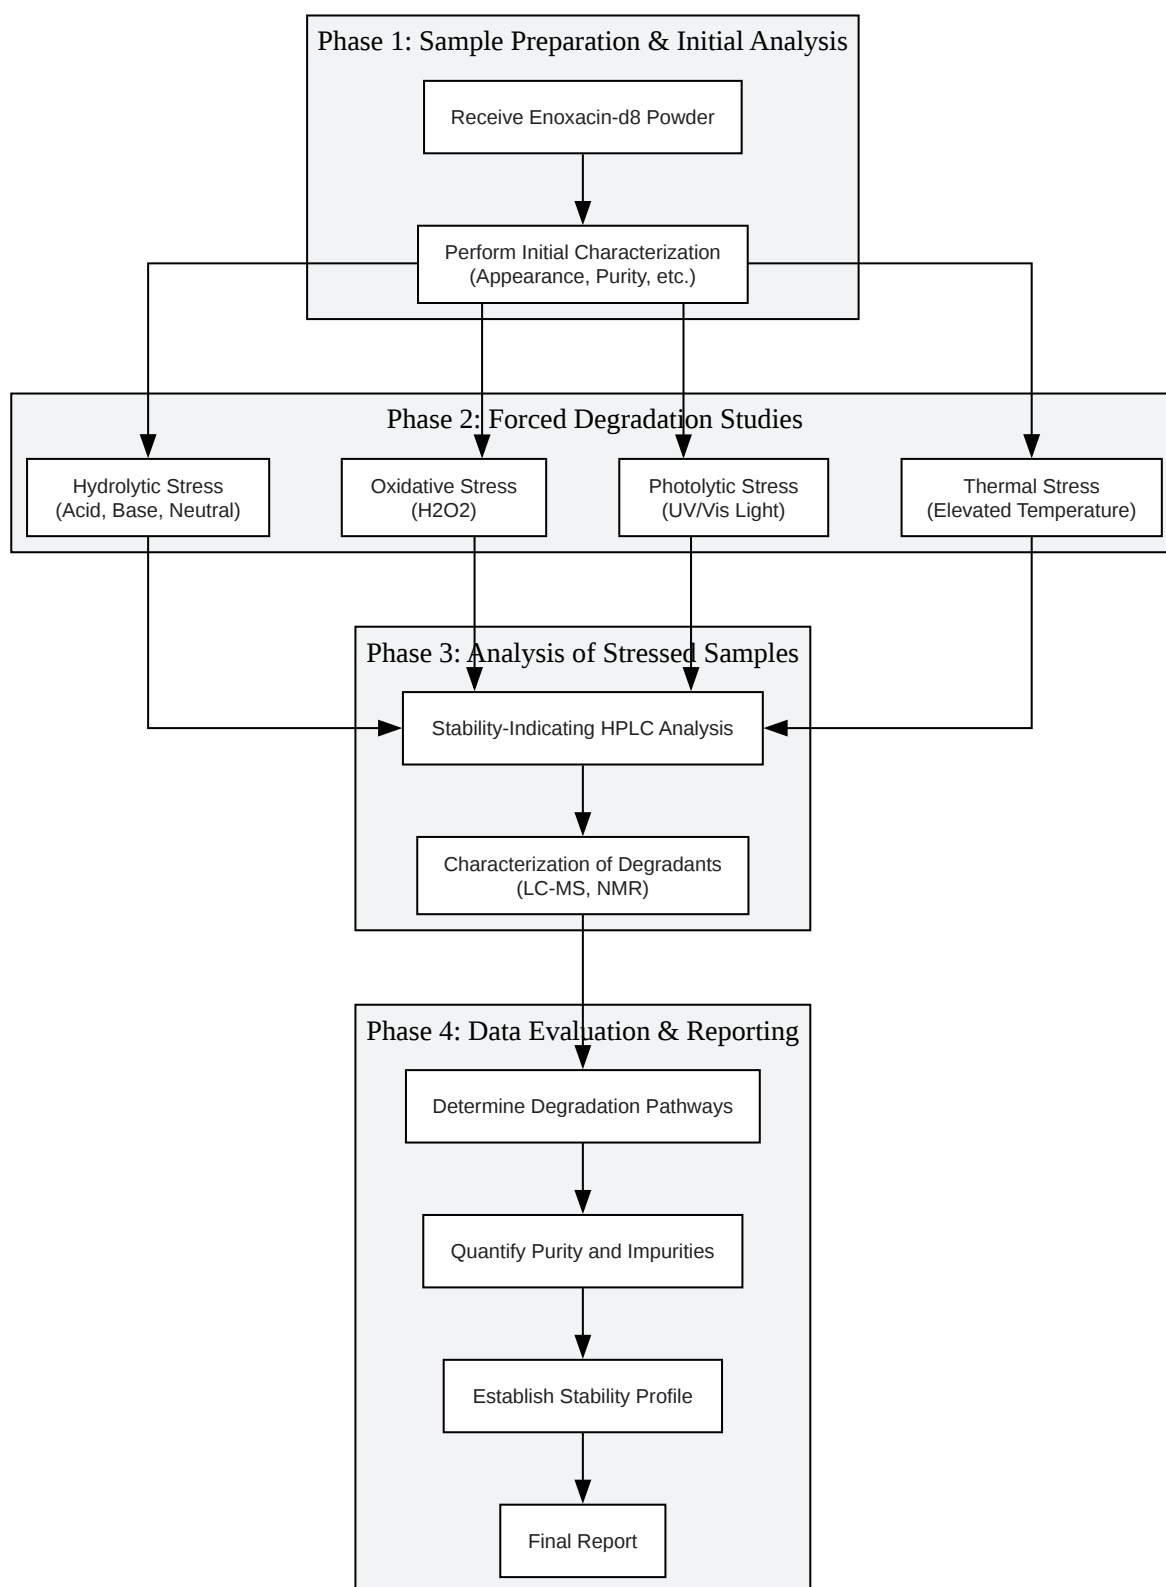 Phase 1: Sample Preparation & Initial Analysis
Receive Enoxacin-d8 Powder
Perform Initial Characterization
(Appearance, Purity, etc.)
Phase 2: Forced Degradation Studies
Hydrolytic Stress
(Acid, Base, Neutral)
Oxidative Stress
(H2O2)
Photolytic Stress
(UV/Vis Light)
Thermal Stress
(Elevated Temperature)
Phase 3: Analysis of Stressed Samples
Stability-Indicating HPLC Analysis
Characterization of Degradants
(LC-MS, NMR)
Phase 4: Data Evaluation & Reporting
Determine Degradation Pathways
Quantify Purity and Impurities
Establish Stability Profile
Final Report